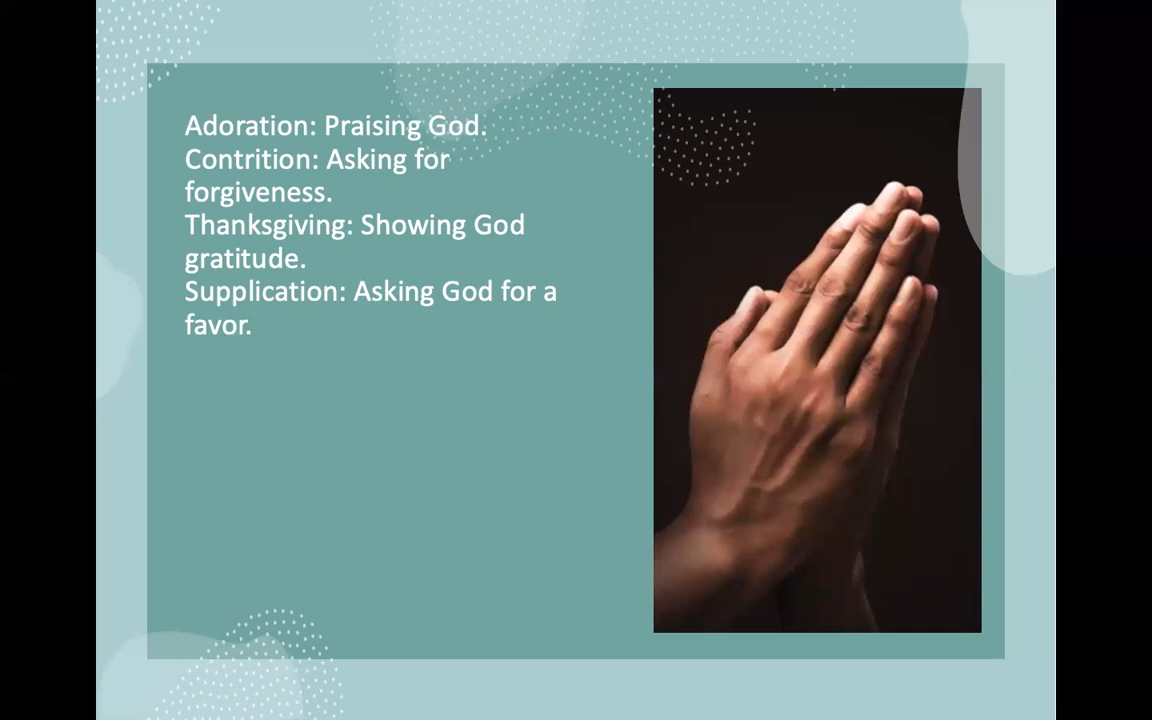 Adoration: Praising God.
Contrition: Asking for
forgiveness.
Thanksgiving: Showing God
gratitude.
Supplication: Asking God for a
favor.